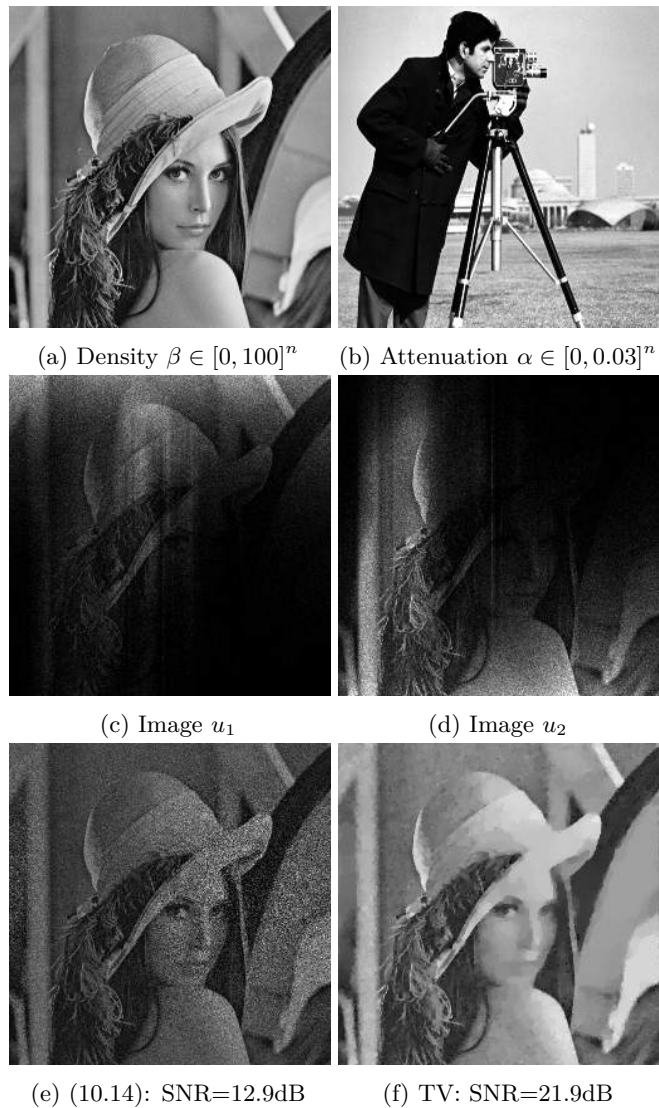 (a) Density β ∈ [0, 100]ⁿ
(b) Attenuation α ∈ [0, 0.03]ⁿ
(c) Image u₁
(d) Image u₂
(e) (10.14): SNR=12.9dB
(f) TV: SNR=21.9dB